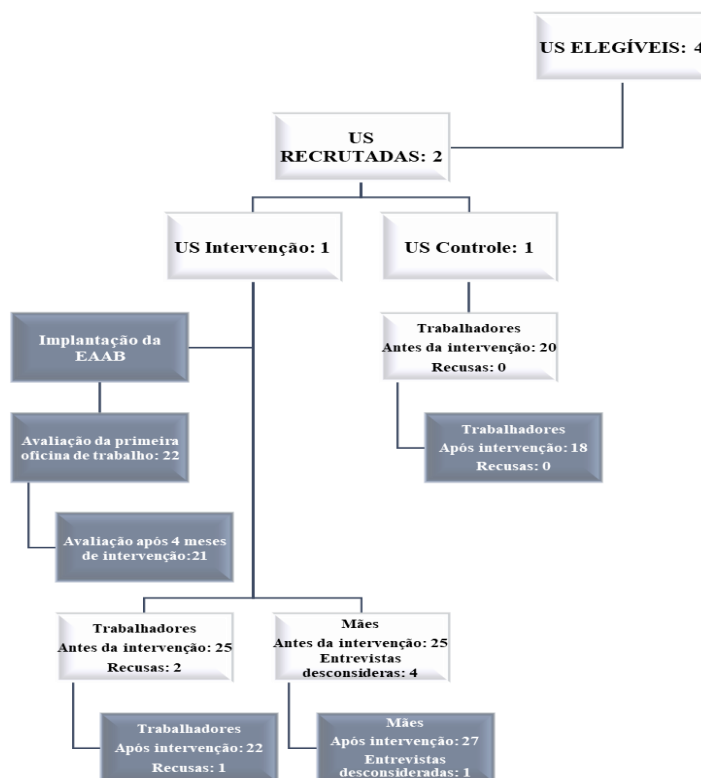 US ELEGÍVEIS: 4
US
RECRUTADAS: 2
US Intervenção: 1
US Controle: 1
Implantação da
EAAB
Trabalhadores
Antes da intervenção: 20
Recusas: 0
Avaliação da primeira
oficina de trabalho: 22
Trabalhadores
Após intervenção: 18
Recusas: 0
Avaliação após 4 meses
de intervenção:21
Trabalhadores
Antes da intervenção: 25
Recusas: 2
Mães
Antes da intervenção: 25
Entrevistas
desconsideras: 4
Trabalhadores
Após intervenção: 22
Recusas: 1
Mães
Após intervenção: 27
Entrevistas
desconsideradas: 1